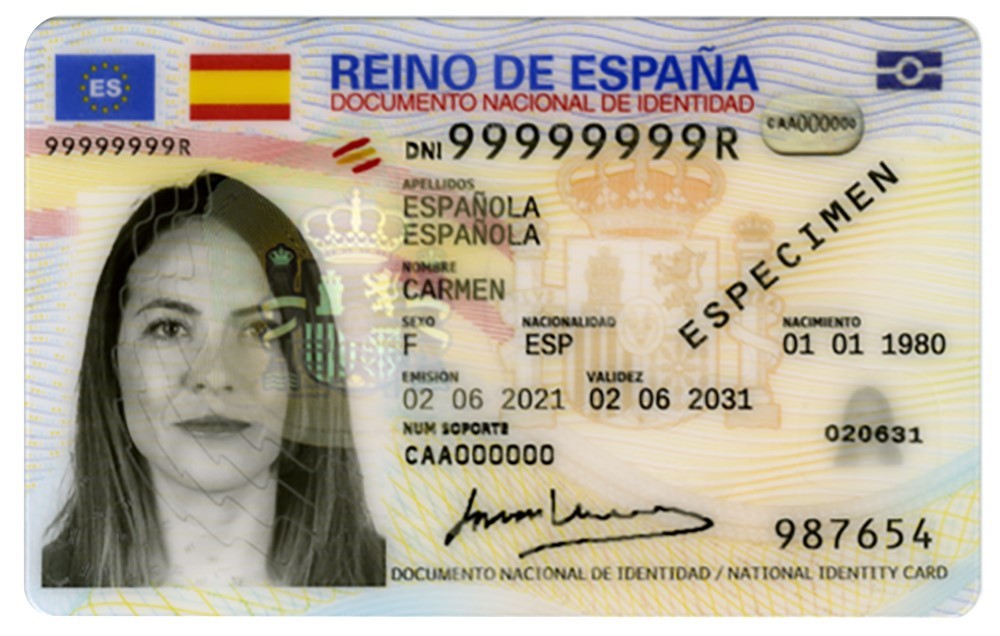 ES
REINO DE ESPAÑA
DOCUMENTO NACIONAL DE IDENTIDAD
CAA000000
99999999R
DNI 99999999R
APELLIDOS
ESPAÑOLA
ESPAÑOLA
NOMBRE
CARMEN
SEXO NACIONALIDAD NACIMIENTO
F ESP 01 01 1980
ESPECIMEN
EMISIÓN VALIDEZ
02 06 2021 02 06 2031
NUM SOPORTE
CAA000000
020631
987654
DOCUMENTO NACIONAL DE IDENTIDAD / NATIONAL IDENTITY CARD